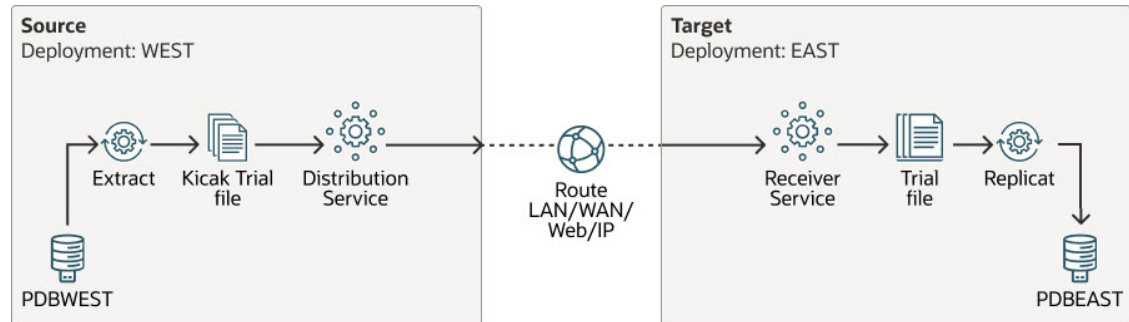 Source
Deployment: WEST
Extract
Kicak Trial
file
Distribution
Service
PDBWEST
Route
LAN/WAN/
Web/IP
Target
Deployment: EAST
Receiver
Service
Trial
file
Replicat
PDBEAST